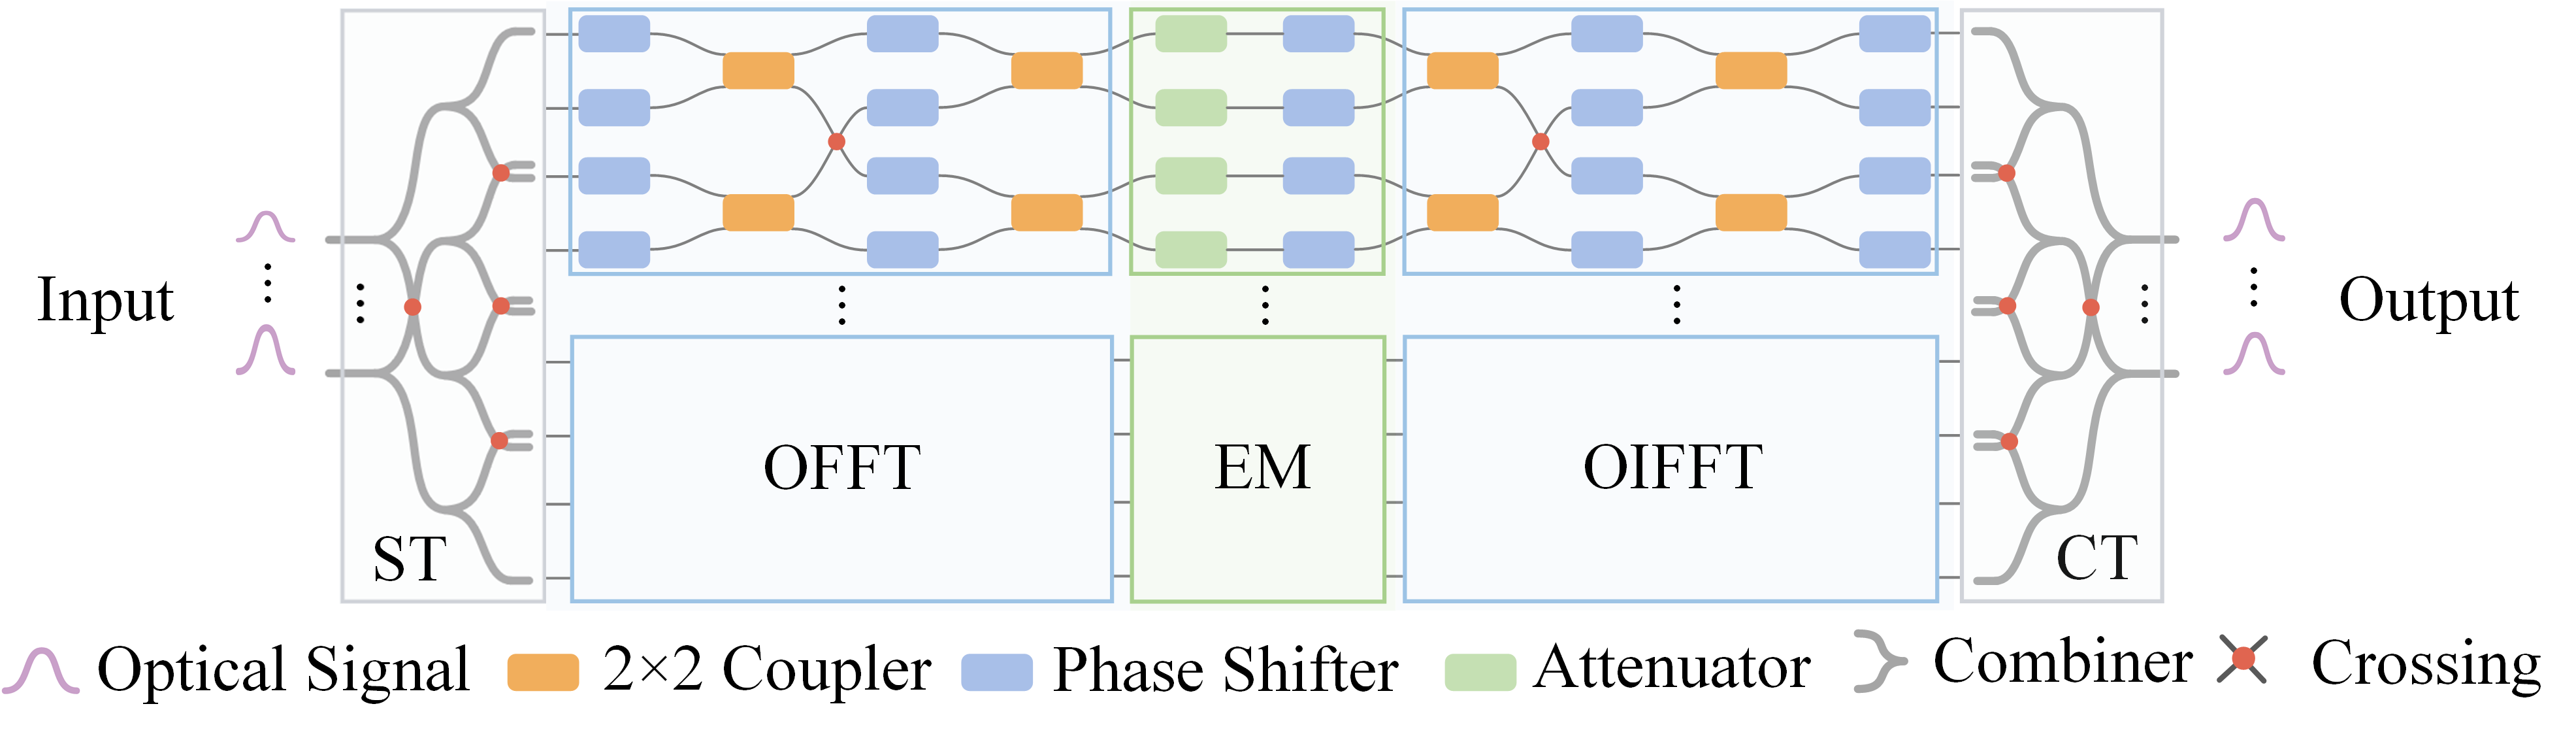 Input
ST
OFFT
EM
OIFFT
CT
Output
Optical Signal
2×2 Coupler
Phase Shifter
Attenuator
Combiner
Crossing